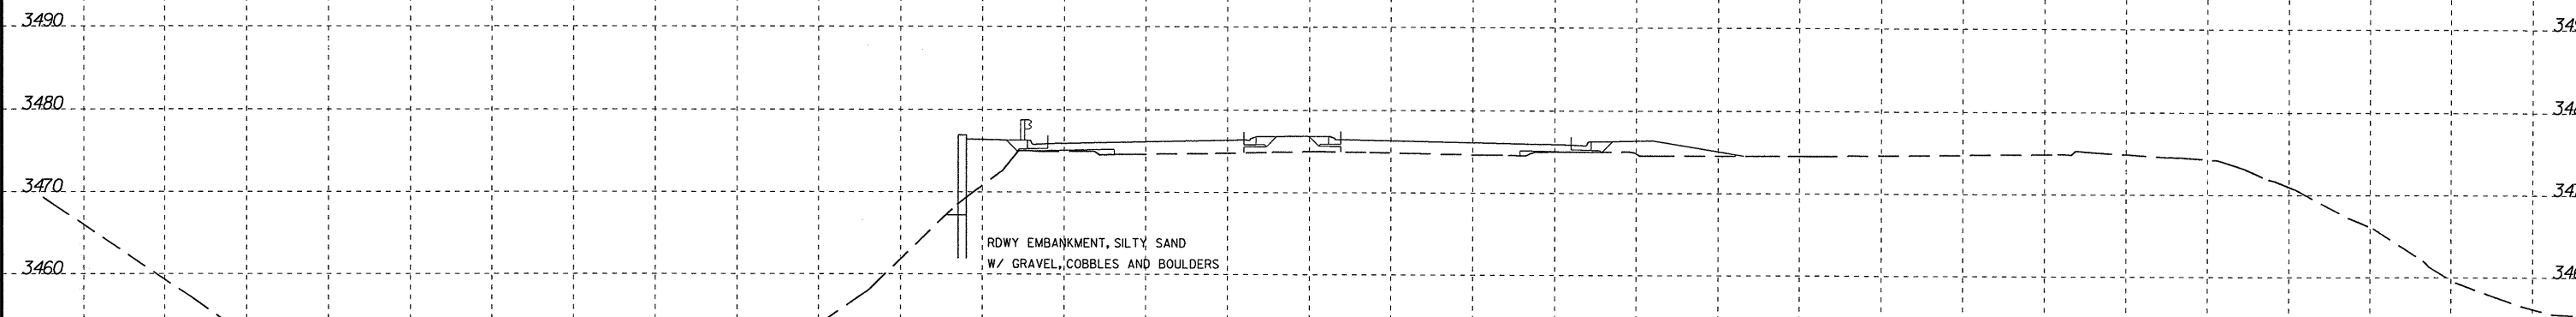 3490
3480
3470
3460
RDWY EMBANKMENT, SILTY SAND
W/ GRAVEL, COBBLES AND BOULDERS